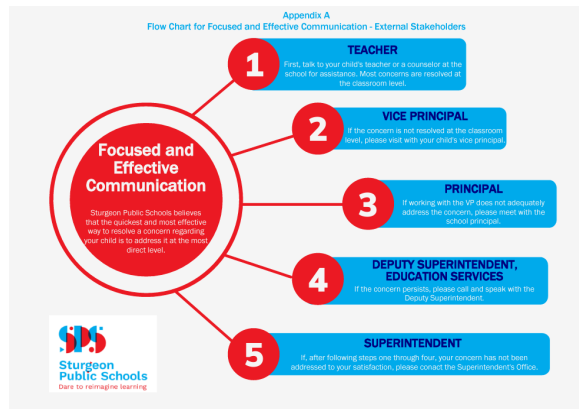 Appendix A
Flow Chart for Focused and Effective Communication - External Stakeholders
1
TEACHER
First, talk to your child's teacher or a counselor at the
school for assistance. Most concerns are resolved at
the classroom level.
2
VICE PRINCIPAL
If the concern is not resolved at the classroom
level, please visit with your child's vice principal.
Focused and
Effective
Communication
Sturgeon Public Schools believes
that the quickest and most effective
way to resolve a concern regarding
your child is to address it at the most
direct level.
3
PRINCIPAL
If working with the VP does not adequately
address the concern, please meet with the
school principal.
4
DEPUTY SUPERINTENDENT,
EDUCATION SERVICES
If the concern persists, please call and speak with the
Deputy Superintendent.
5
SUPERINTENDENT
If, after following steps one through four, your concern has not been
addressed to your satisfaction, please conact the Superintendent's Office.
SPS
Sturgeon
Public Schools
Dare to reimagine learning